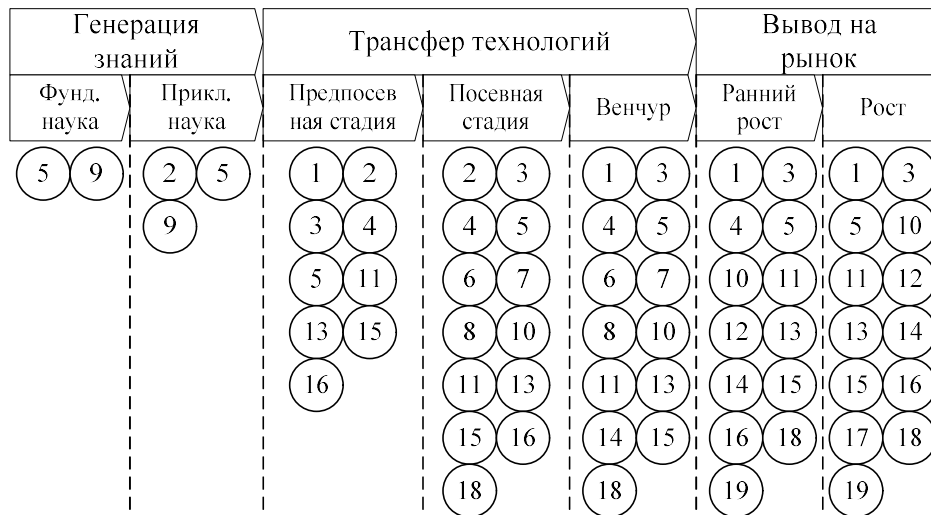 Генерация
знаний
Трансфер технологий
Вывод на
рынок
Фунд.
наука
Прикл.
наука
Предпосев
ная стадия
Посевная
стадия
Венчур
Ранний
рост
Рост
5 9 2 5 1 2 2 3 1 3 1 3 1 3
9 3 4 4 5 4 5 4 5 5 10
5 11 6 7 6 7 10 11 11 12
13 15 8 10 8 10 12 13 13 14
16 11 13 11 13 14 15 15 16
15 16 14 15 16 18 17 18
18 18 19 19